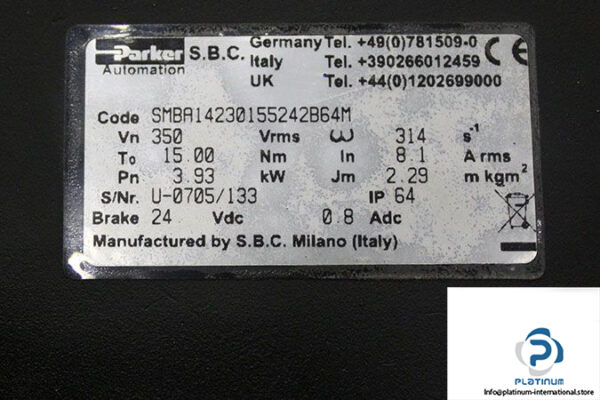 Parker S.B.C. Germany Tel. +49(0)781509-0
Automation Italy Tel. +390266012459
UK Tel. +44(0)1202699000
CE
Code SMBA14230155242B64M
Vn 350 Vrms ω 314 s-1
To 15.00 Nm In 8.1 A rms
Pn 3.93 kW Jm 2.29 m kgm2
S/Nr. U-0705/133 IP 64
Brake 24 Vdc 0.8 Adc
Manufactured by S.B.C. Milano (Italy)
PLATINUM
Info@platinum-international.store